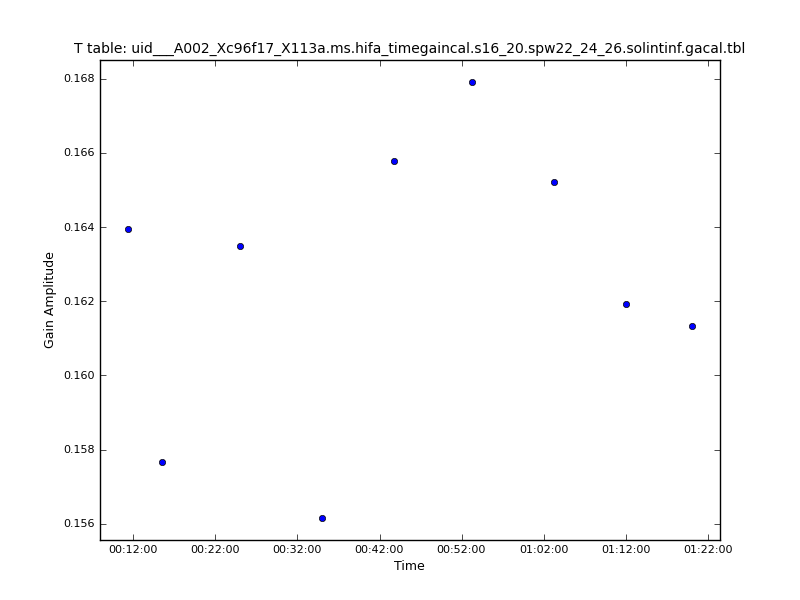 T table: uid___A002_Xc96f17_X113a.ms.hifa_timegaincal.s16_20.spw22_24_26.solintinf.gacal.tbl
0.168
0.166
0.164
0.162
0.160
0.158
0.156
Gain Amplitude
00:12:00 00:22:00 00:32:00 00:42:00 00:52:00 01:02:00 01:12:00 01:22:00
Time